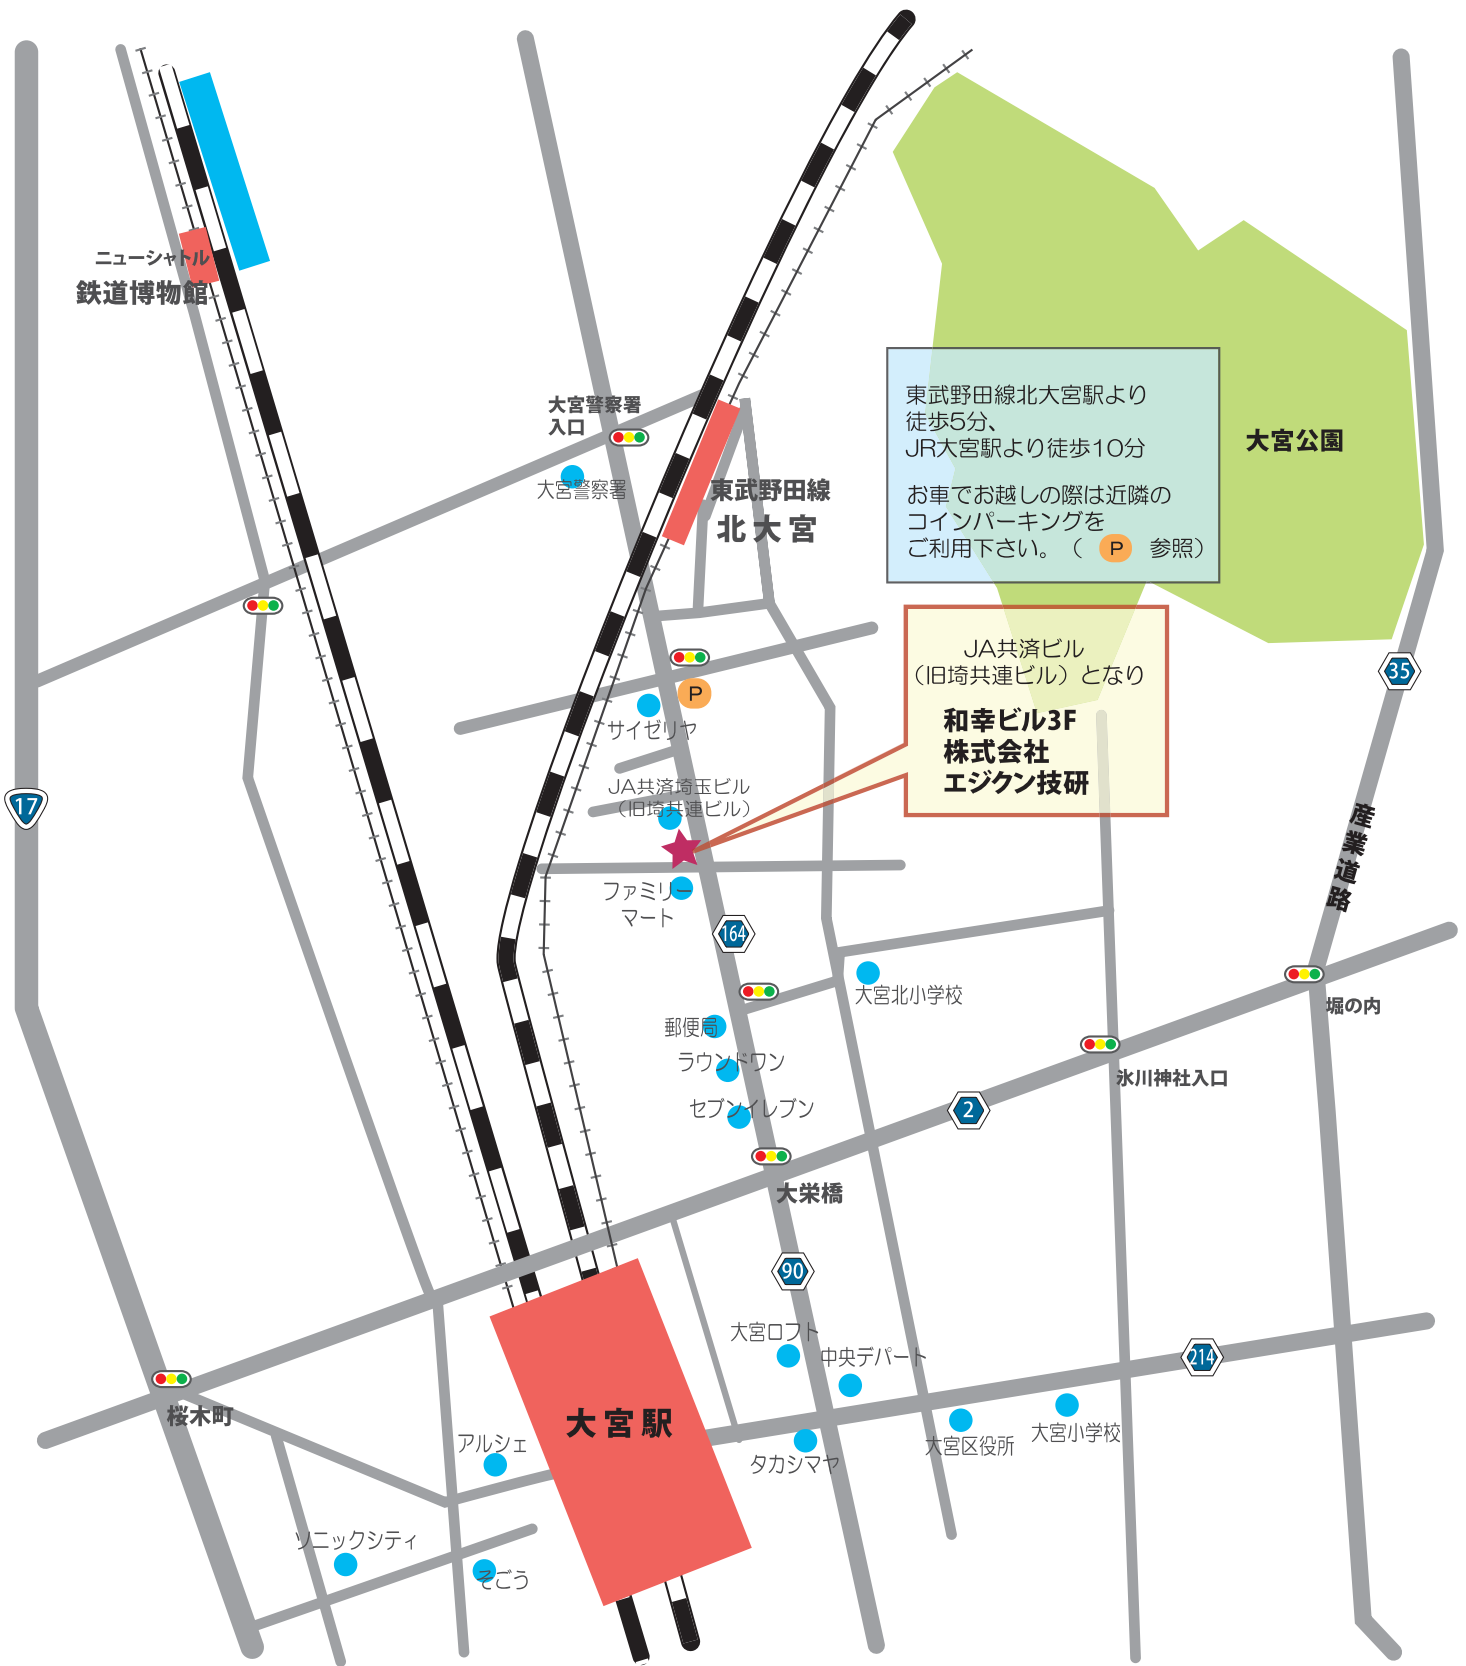 ニューシャトル
鉄道博物館
大宮警察署
入口
大宮警察署
東武野田線
北大宮
東武野田線北大宮駅より
徒歩5分、
JR大宮駅より徒歩10分
お車でお越しの際は近隣の
コインパーキングを
ご利用下さい。（ P 参照）
大宮公園
JA共済ビル
（旧埼共連ビル）となり
和幸ビル3F
株式会社
エジクン技研
35
P
サイゼリヤ
17
JA共済埼玉ビル
（旧埼共連ビル）
産業道路
ファミリー
マート
164
大宮北小学校
堀の内
郵便局
ラウンドワン
セブンイレブン
氷川神社入口
2
大栄橋
90
大宮ロフト
中央デパート
214
桜木町
大宮駅
アルシェ
タカシマヤ
大宮区役所
大宮小学校
ソニックシティ
そごう